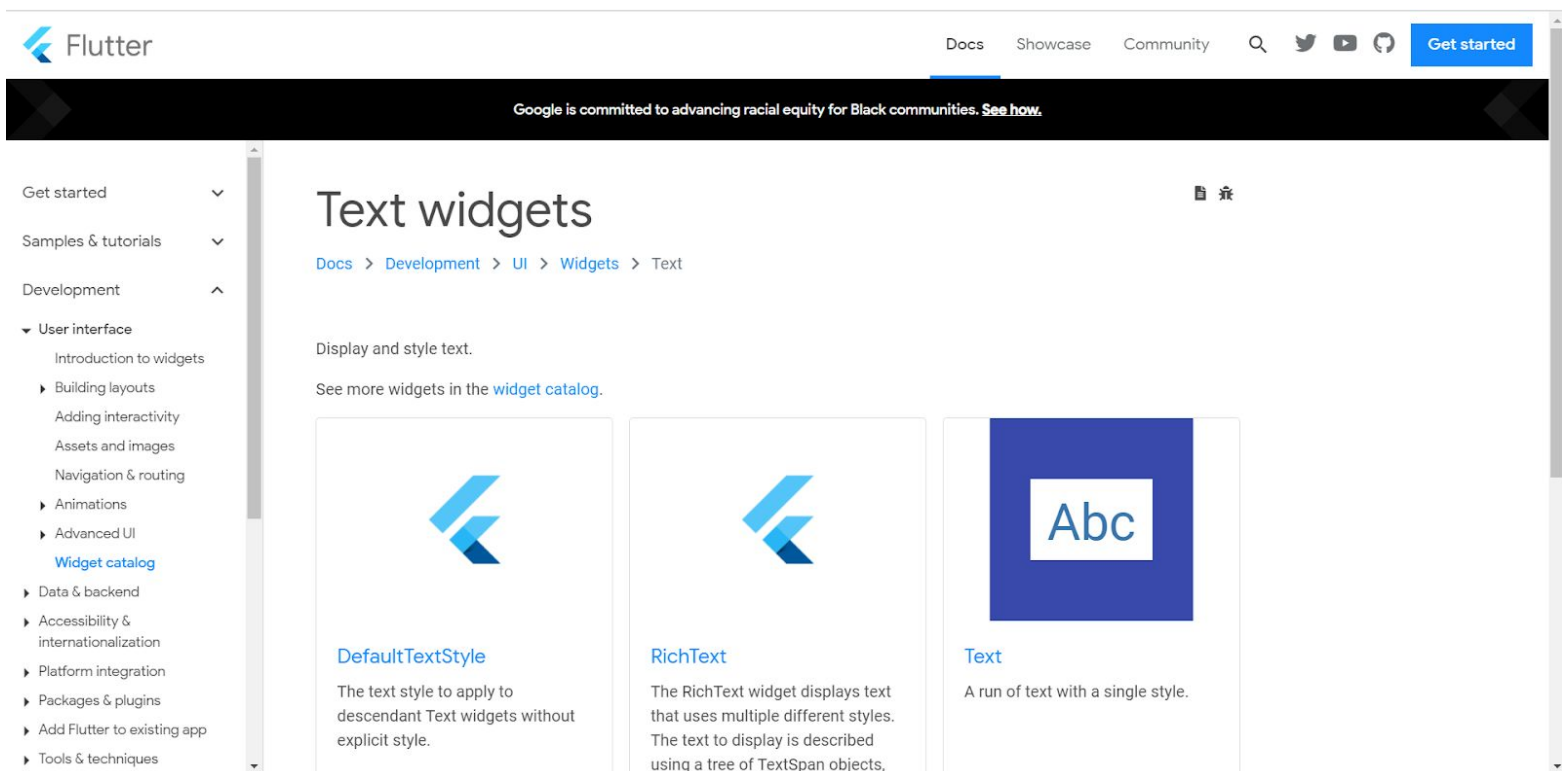 Flutter
Docs Showcase Community Get started
Google is committed to advancing racial equity for Black communities. See how.
Get started
Samples & tutorials
Development
User interface
Introduction to widgets
Building layouts
Adding interactivity
Assets and images
Navigation & routing
Animations
Advanced UI
Widget catalog
Data & backend
Accessibility &
internationalization
Platform integration
Packages & plugins
Add Flutter to existing app
Tools & techniques
Text widgets
Docs > Development > UI > Widgets > Text
Display and style text.
See more widgets in the widget catalog.
DefaultTextStyle
The text style to apply to
descendant Text widgets without
explicit style.
RichText
The RichText widget displays text
that uses multiple different styles.
The text to display is described
using a tree of TextSpan objects,
Abc
Text
A run of text with a single style.